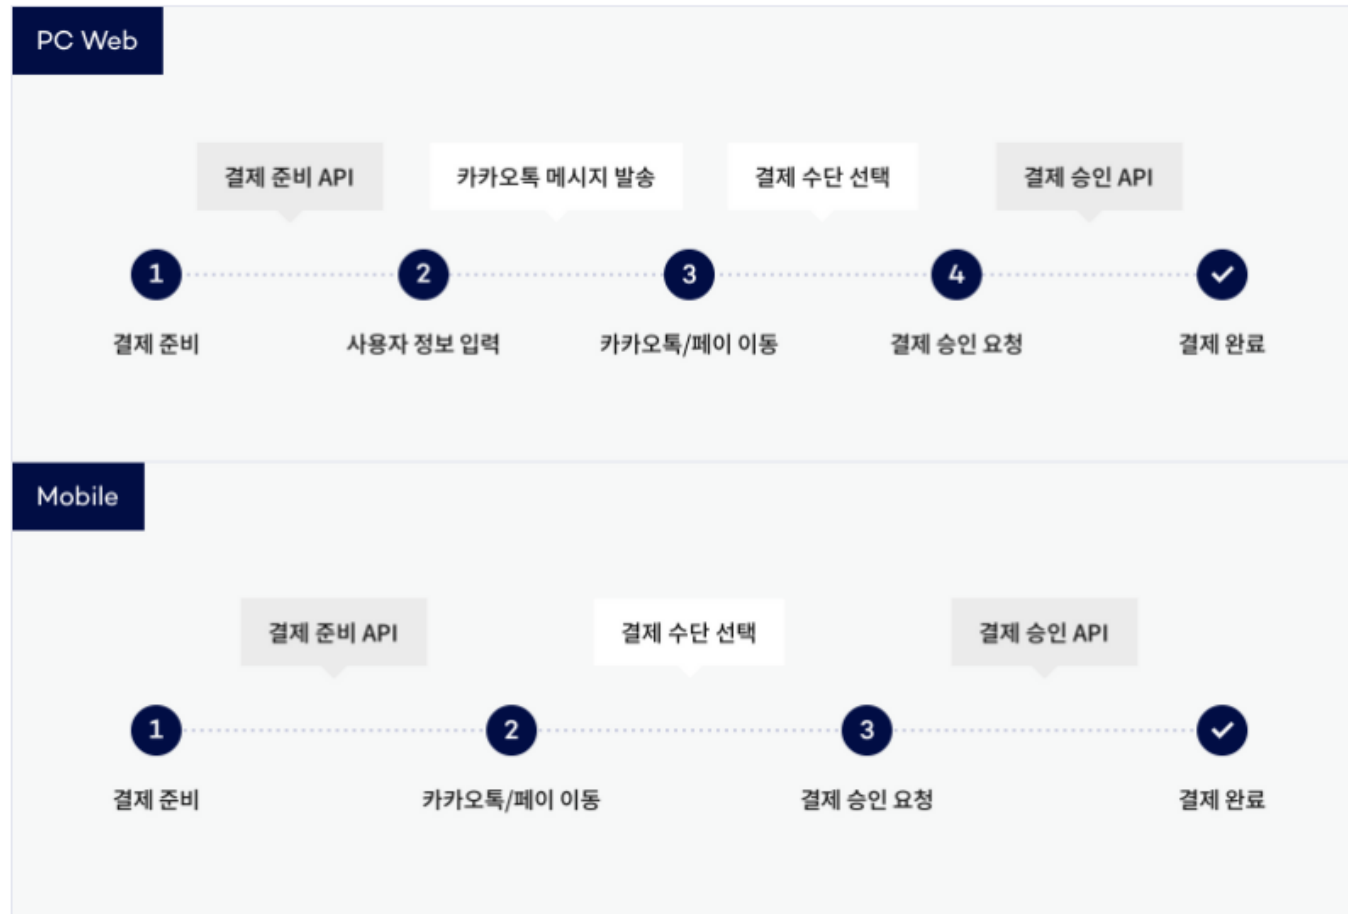 PC Web
결제 준비 API
카카오톡 메시지 발송
결제 수단 선택
결제 승인 API
1
2
3
4
결제 준비
사용자 정보 입력
카카오톡/페이 이동
결제 승인 요청
결제 완료
Mobile
결제 준비 API
결제 수단 선택
결제 승인 API
1
2
3
결제 준비
카카오톡/페이 이동
결제 승인 요청
결제 완료